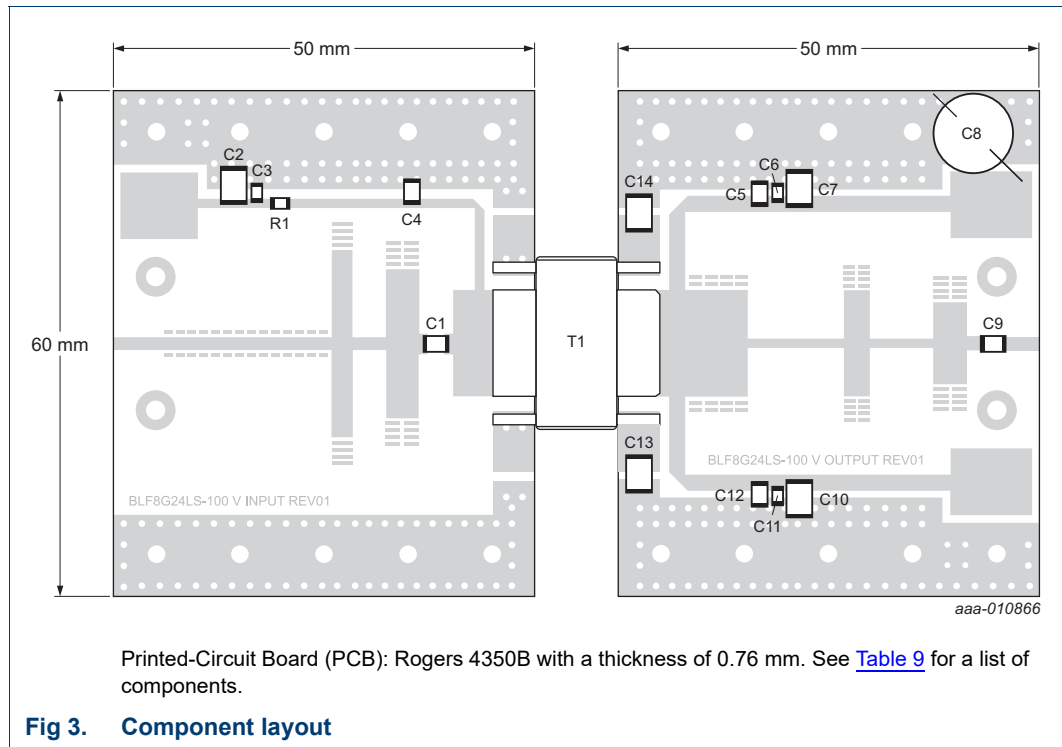 50 mm
50 mm
60 mm
C2
C3
R1
C4
C1
T1
C14
C13
C5
C6
C7
C8
C9
C12
C11
C10
BLF8G24LS-100 V INPUT REV01
BLF8G24LS-100 V OUTPUT REV01
aaa-010866
Printed-Circuit Board (PCB): Rogers 4350B with a thickness of 0.76 mm. See Table 9 for a list of
components.
Fig 3. Component layout